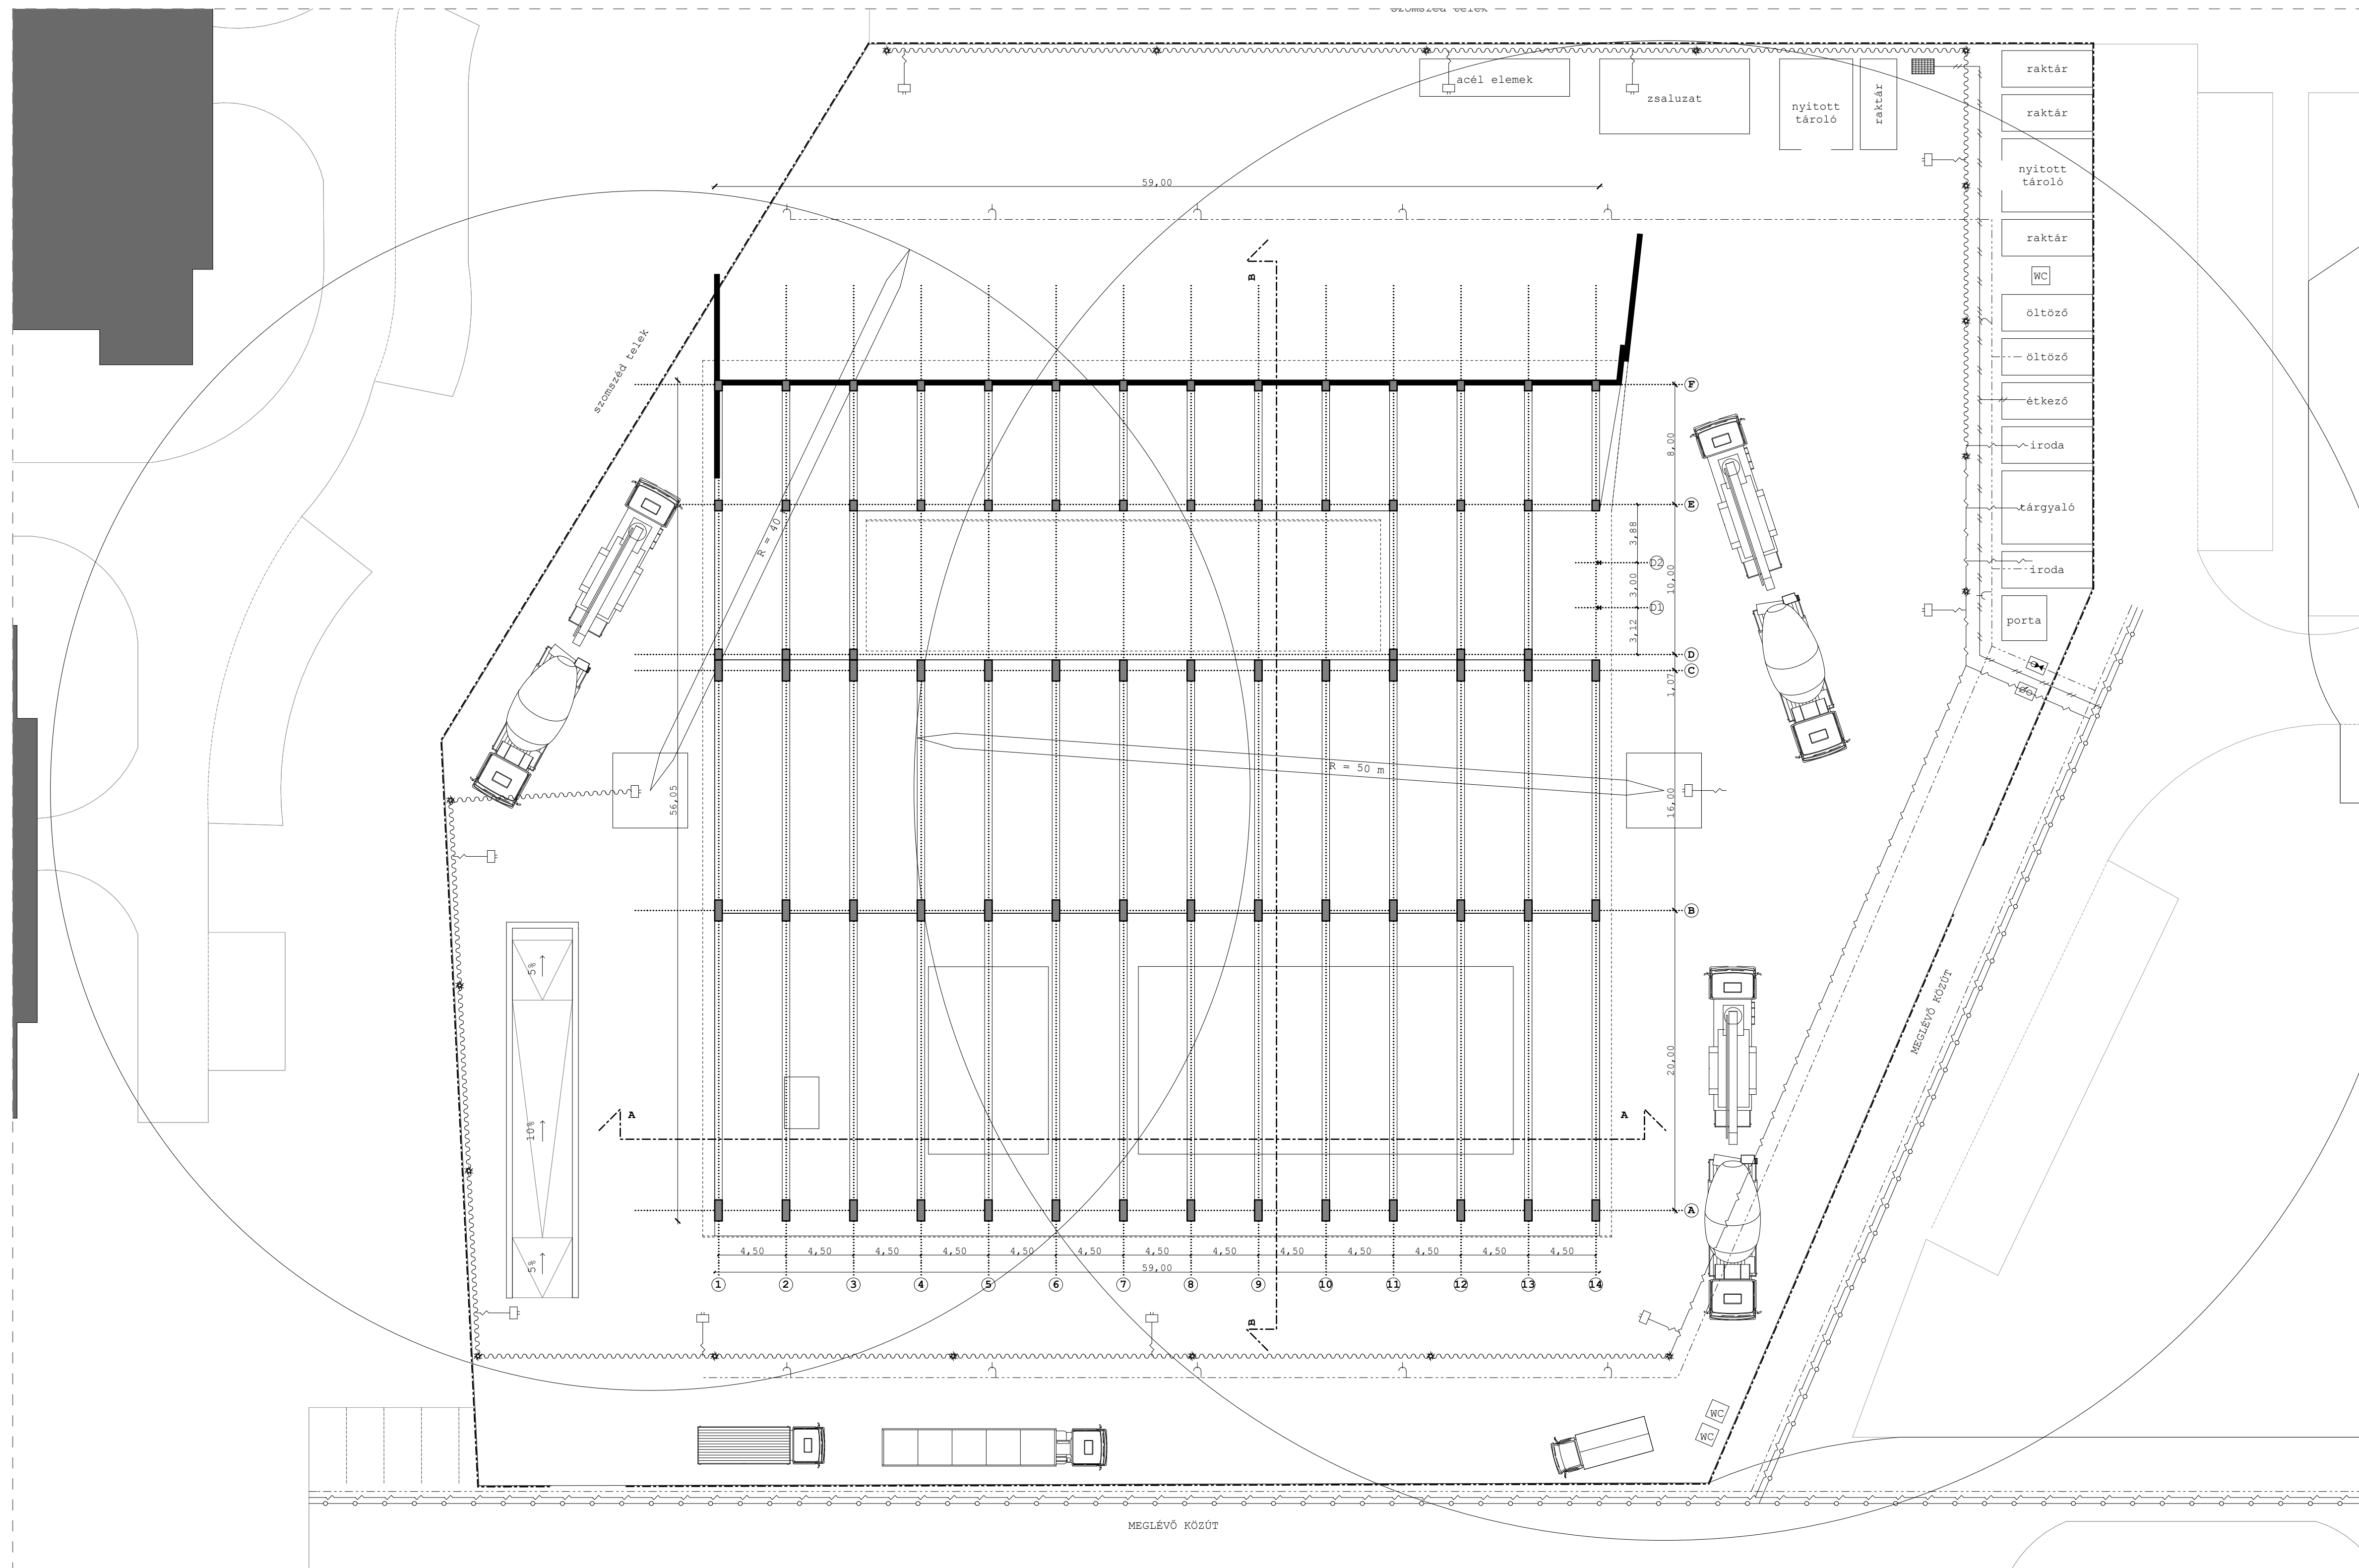 szomszéd telek
acél elemek
zsaluzat
nyitott
tároló
raktár
raktár
raktár
nyitott
tároló
raktár
WC
öltöző
öltöző
étkező
iroda
tárgyaló
iroda
porta
59,00
B
szomszéd telek
F
8,00
E
R = 40
3,88
D2
3,00
10,00
D1
3,12
D
C
1,07
R = 50 m
56,05
16,00
B
5%
10%
5%
20,00
MEGLÉVŐ KÖZÚT
A
A
A
4,50
4,50
4,50
4,50
4,50
4,50
4,50
4,50
4,50
4,50
4,50
4,50
4,50
59,00
1
2
3
4
5
6
7
8
9
10
11
12
13
14
B
WC
WC
MEGLÉVŐ KÖZÚT